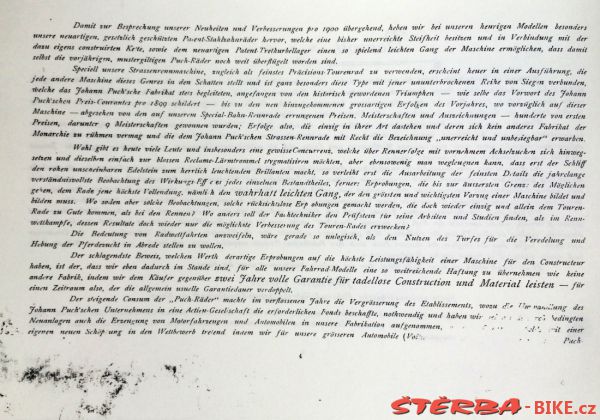 Damit zur Besprechung unserer Neuheiten und Verbesserungen pro 1900 übergehend, heben wir bei unseren heurigen Modellen besonders
unsere neuartigen, gesetzlich geschützten Patent-Stahlzahnräder hervor, welche eine bisher unerreichte Steifheit besitzen und in Verbindung mit der
dazu eigens construirten Kette, sowie dem neuartigen Patent-Tretkurbellager einen so spielend leichten Gang der Maschine ermöglichen, dass damit
selbst die vorjährigen, mustergiltigen Puch-Räder noch weit überflügelt worden sind.
Speciell unsere Strassenrennmaschine, zugleich als feinstes Präcisions-Tourenrad zu verwenden, erscheint heuer in einer Ausführung, die
jede andere Maschine dieses Genres in den Schatten stellt und ist ganz besonders diese Type mit jener ununterbrochenen Reihe von Siegen verbunden,
welche das Johann Puch'sche Fabrikat stets begleiteten, angefangen von den historisch gewordenen Triumphen — wie selbe das Vorwort des Johann
Puch'schen Preis-Courantes pro 1899 schildert — bis zu den neu hinzugekommenen grossartigen Erfolgen des Vorjahres, wo vorzüglich auf dieser
Maschine — abgesehen von den auf unserem Special-Bahn-Rennrade errungenen Preisen, Meisterschaften und Auszeichnungen — hunderte von ersten
Preisen, darunter 9 Meisterschaften gewonnen wurden; Erfolge also, die einzig in ihrer Art dastehen und deren sich kein anderes Fabrikat der
Monarchie zu rühmen vermag und die dem Johann Puch'schen Strassen-Rennrade mit Recht die Bezeichnung „unerreicht und unbesiegbar" erwarben.
Wohl gibt es heute viele Leute und insbesondere eine gewisse Concurrenz, welche über Rennerfolge mit vornehmem Achselzucken sich hinweg-
setzen und dieselben einfach zur blossen Reclame-Lärmtrommel stygmatisiren möchten, aber ebensowenig man wegleugnen kann, dass erst der Schliff
den rohen unscheinbaren Edelstein zum herrlich leuchtenden Brillanten macht, so verleiht erst die Ausarbeitung der feinsten Details die jahrelange
verständnisvollste Beobachtung des Wirkungs-Effectes jedes einzelnen Bestandtheiles, ferner: Erprobungen, die bis zur äussersten Grenze des Möglichen
gehen, dem Rade jene höchste Vollendung, nämlich den wahrhaft leichten Gang, der den grössten und wichtigsten Vorzug einer Maschine bildet und
bilden muss. Wo sollen aber solche Beobachtungen, solche rücksichtslose Erprobungen gemacht werden, die doch wieder einzig und allein dem Touren-
Rade zu Gute kommen, als bei den Rennen? Wo anders soll der Fachtechniker den Prüfstein für seine Arbeiten und Studien finden, als im Renn-
wettkampfe, dessen Resultate doch wieder nur die möglichste Verbesserung des Touren-Rades erzwecken?
Die Bedeutung von Radwettfahrten anzuzweifeln, wäre gerade so unlogisch, als den Nutzen des Turfes für die Veredelung und
Hebung der Pferdezucht in Abrede stellen zu wollen.
Der schlagendste Beweis, welchen Werth derartige Erprobungen auf die höchste Leistungsfähigkeit einer Maschine für den Constructeur
haben, ist der, dass wir eben dadurch im Stande sind, für alle unsere Fahrrad-Modelle eine so weitreichende Haftung zu übernehmen wie keine
andere Fabrik, indem wir dem Käufer gegenüber zwei Jahre volle Garantie für tadellose Construction und Material leisten — für
einen Zeitraum also, der die allgemein usuelle Garantiedauer verdoppelt.
Der steigende Consum der „Puch-Räder" machte im verflossenen Jahre die Vergrösserung des Etablissements, wozu die Umwandlung des
Johann Puch'schen Unternehmens in eine Actien-Gesellschaft die erforderlichen Fonds beschaffte, nothwendig und haben wir bedingten
Neuanlagen auch die Erzeugung von Motorfahrzeugen und Automobilen in unsere Fabrikation aufgenommen, mit einer
eigenen neuen Schöpfung in den Wettbewerb tretend indem wir für unsere grösseren Automobile (Voi
Puch
4
ŠTĚRBA-BIKE.cz